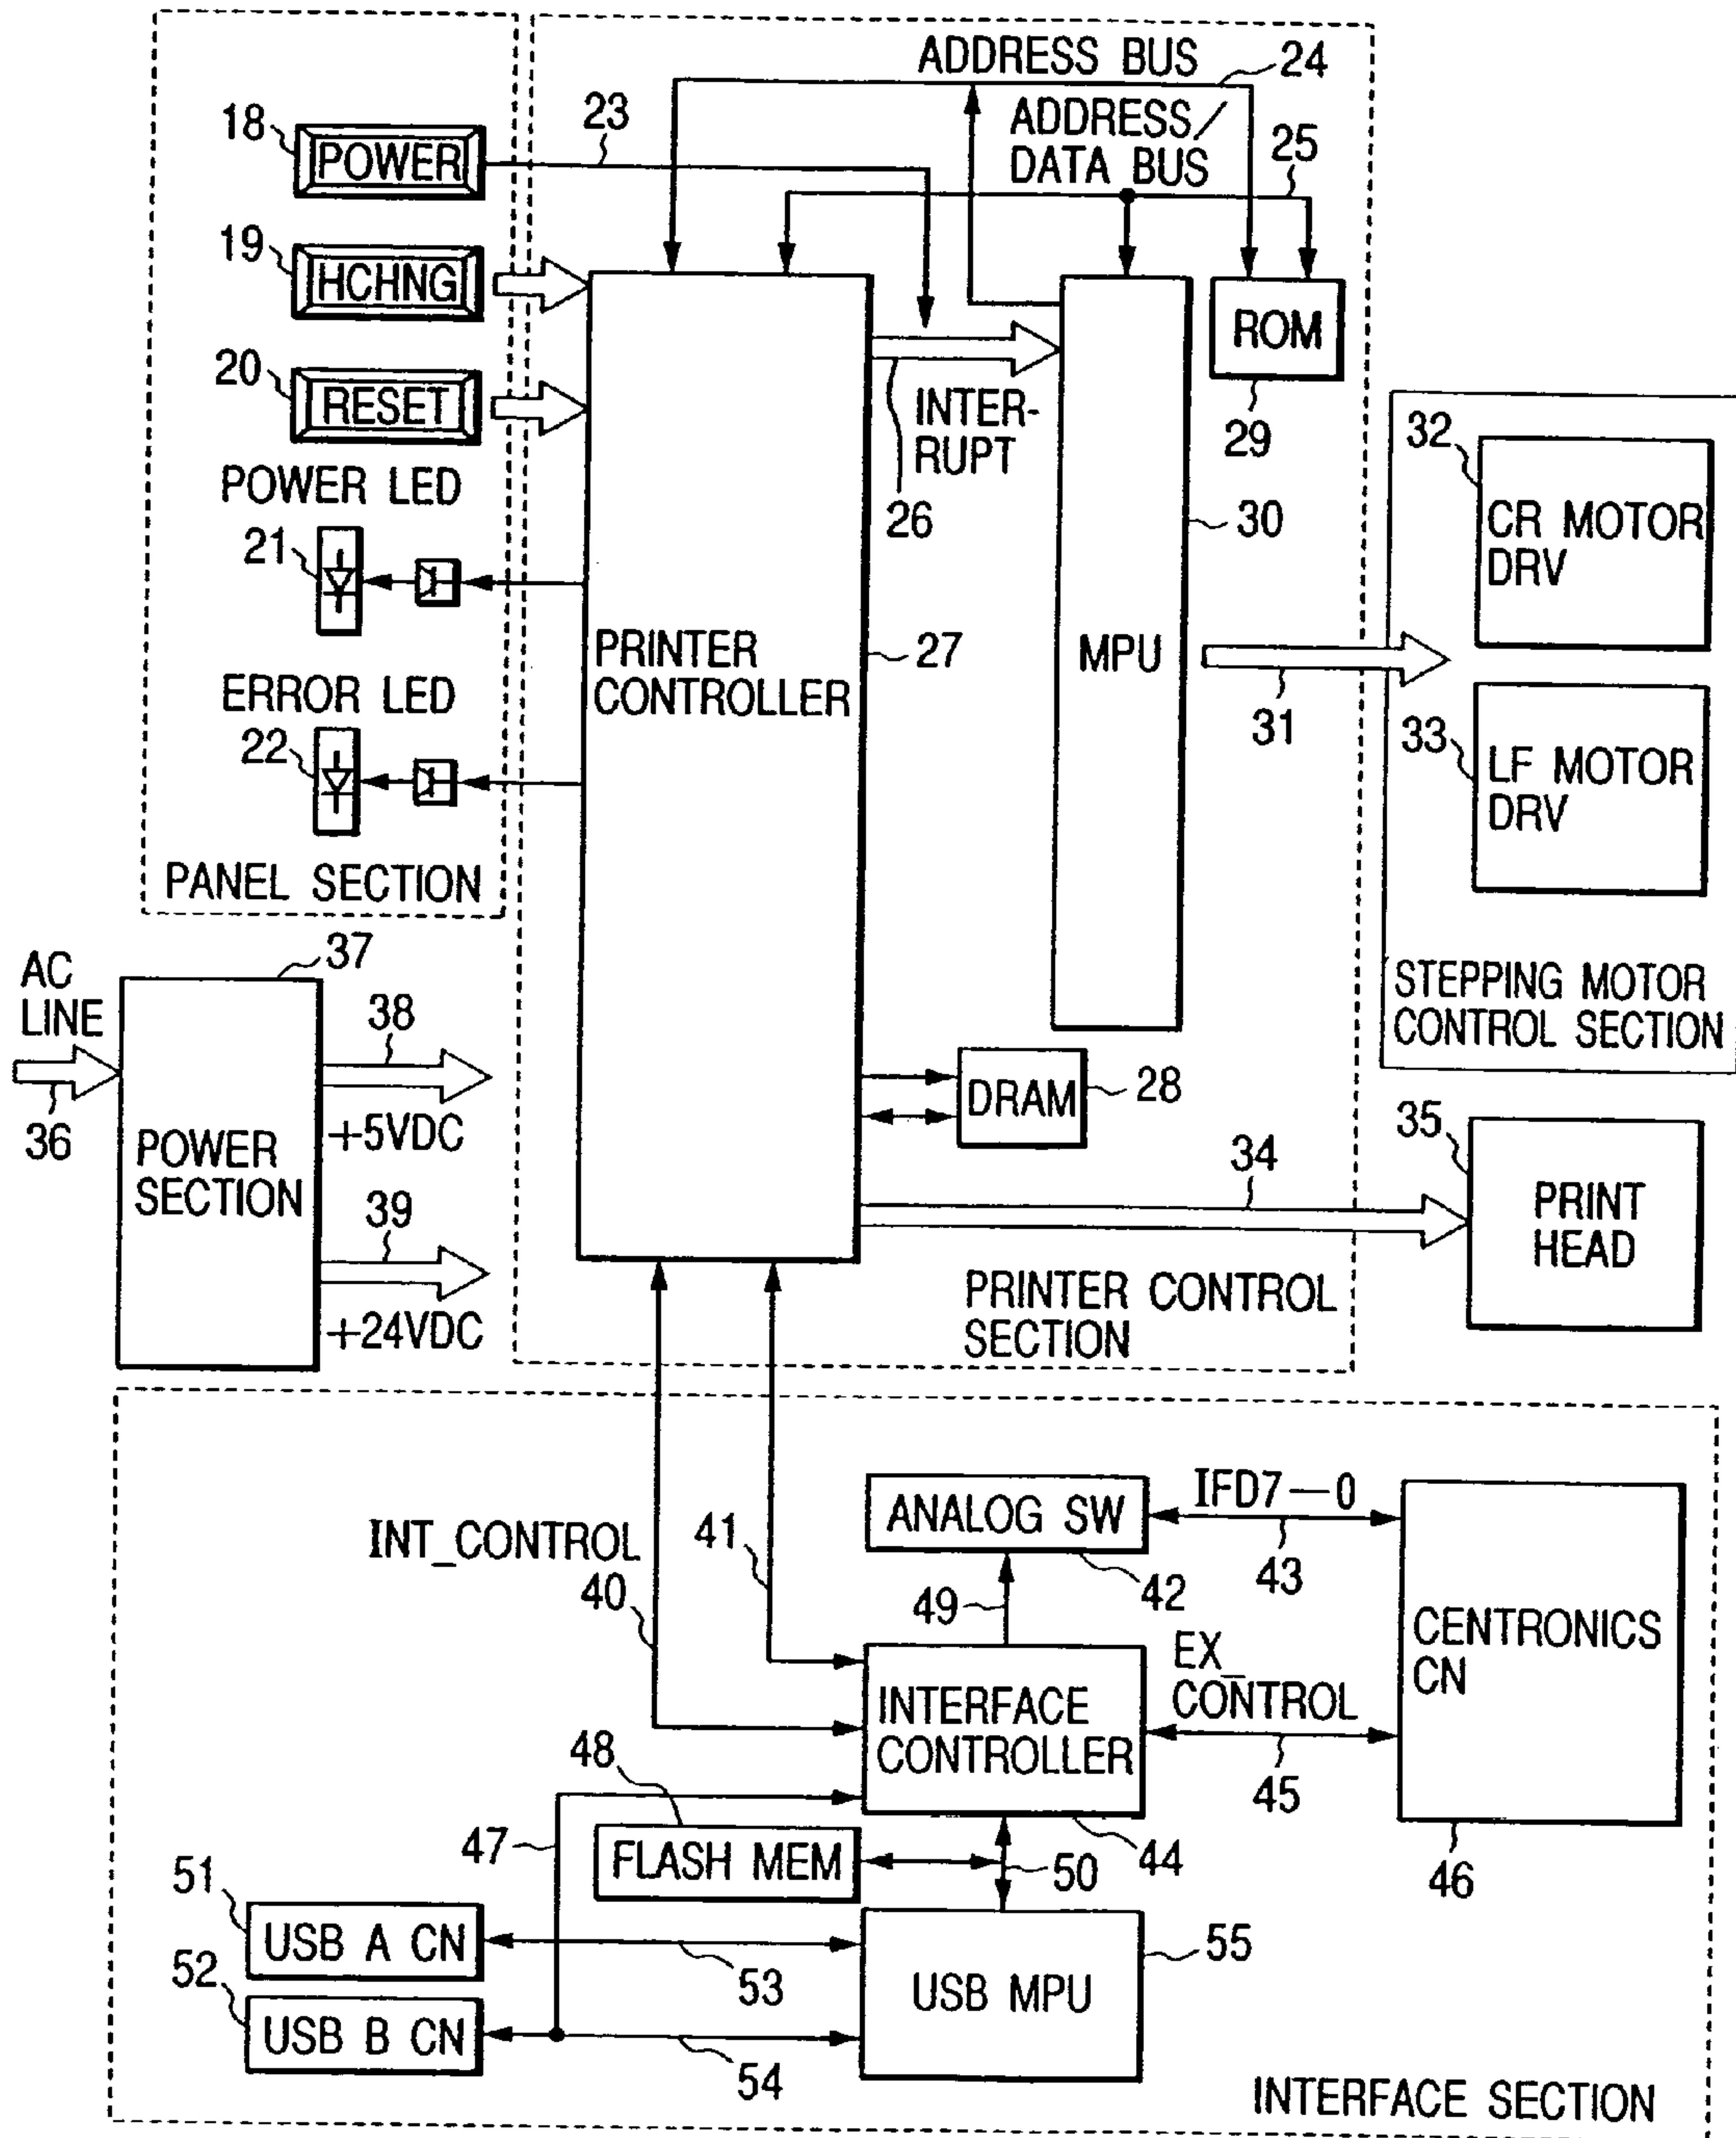 ADDRESS BUS
24
ADDRESS/
DATA BUS
25
18
POWER
23
19
HCHNG
20
RESET
ROM
29
INTER-
RUPT
26
POWER LED
21
30
32
CR MOTOR
DRV
PRINTER
CONTROLLER
27
MPU
31
ERROR LED
22
33
LF MOTOR
DRV
PANEL SECTION
STEPPING MOTOR
CONTROL SECTION
AC
LINE
37
38
36
POWER
SECTION
+5VDC
39
+24VDC
DRAM
28
34
35
PRINT
HEAD
PRINTER CONTROL
SECTION
INT_CONTROL
40
41
ANALOG SW
42
IFD7-0
43
49
CENTRONICS
CN
INTERFACE
CONTROLLER
EX_
CONTROL
45
46
48
47
FLASH MEM
50
44
51
USB A CN
53
52
USB B CN
54
USB MPU
55
INTERFACE SECTION